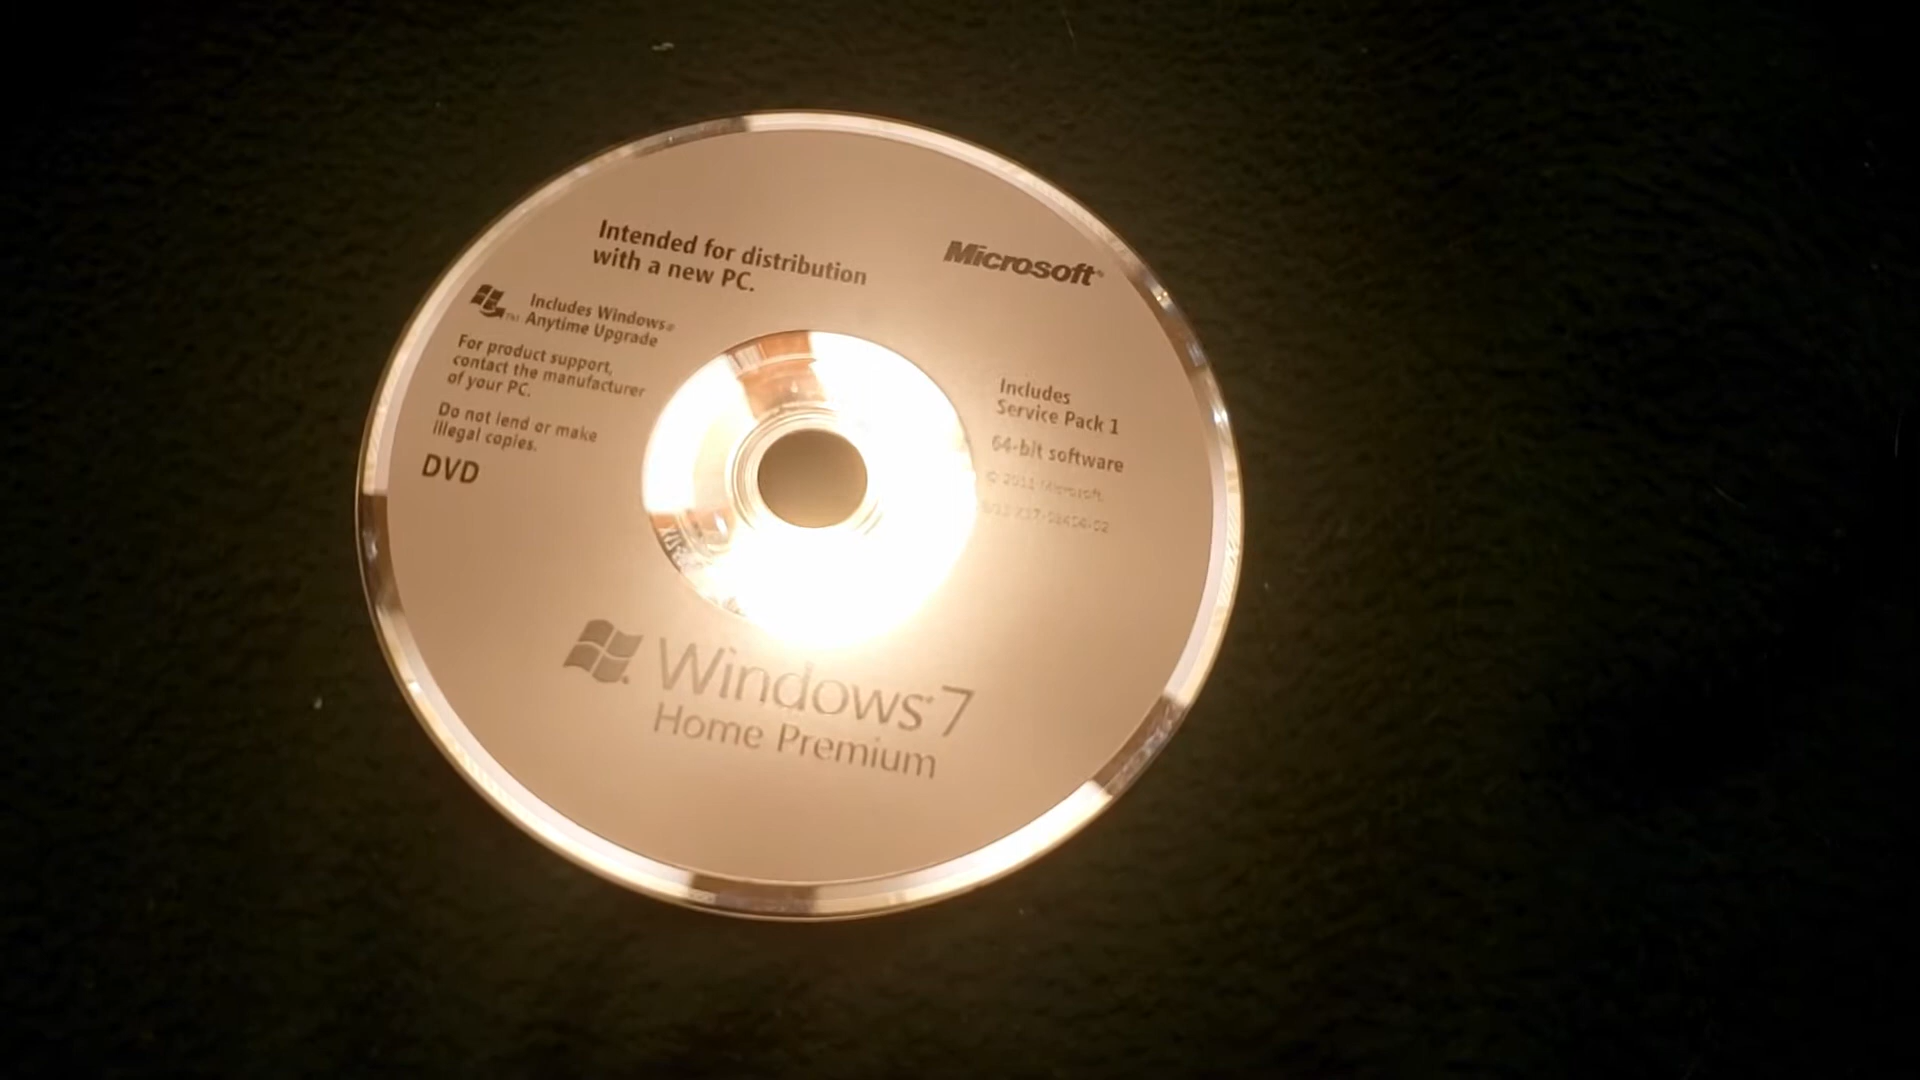 Intended for distribution
with a new PC.
Microsoft®
Includes Windows®
Anytime Upgrade
For product support,
contact the manufacturer
of your PC.
Do not lend or make
illegal copies.
DVD
Includes
Service Pack 1
64-bit software
© 2011 Microsoft.
Windows® 7
Home Premium